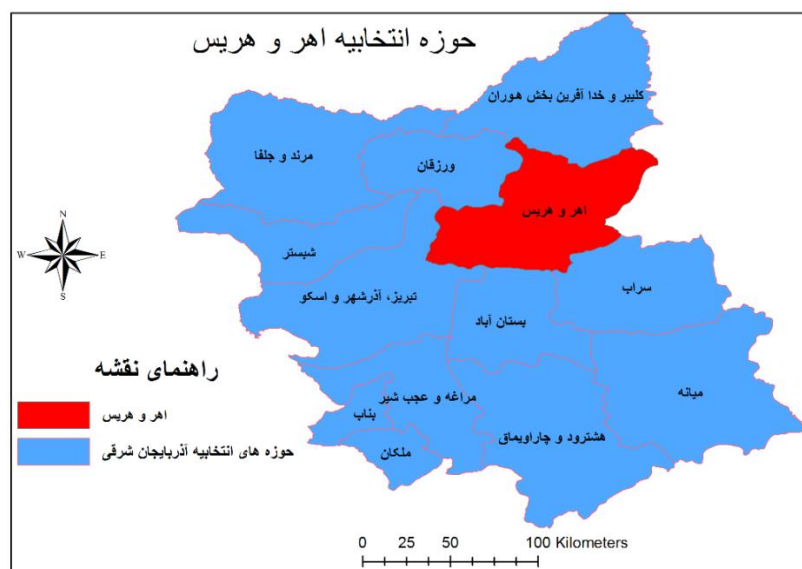 حوزه انتخابیه اهر و هریس
کلیبر و خدا آفرین بخش هوران
مرند و جلفا
ورزقان
اهر و هریس
شبستر
تبریز، آذرشهر و اسکو
سراب
بستان آباد
میانه
مراغه و عجب شیر
بناب
هشترود و چاراویماق
ملکان
N
W
E
S
راهنمای نقشه
اهر و هریس
حوزه های انتخابیه آذربایجان شرقی
0 25 50 100 Kilometers